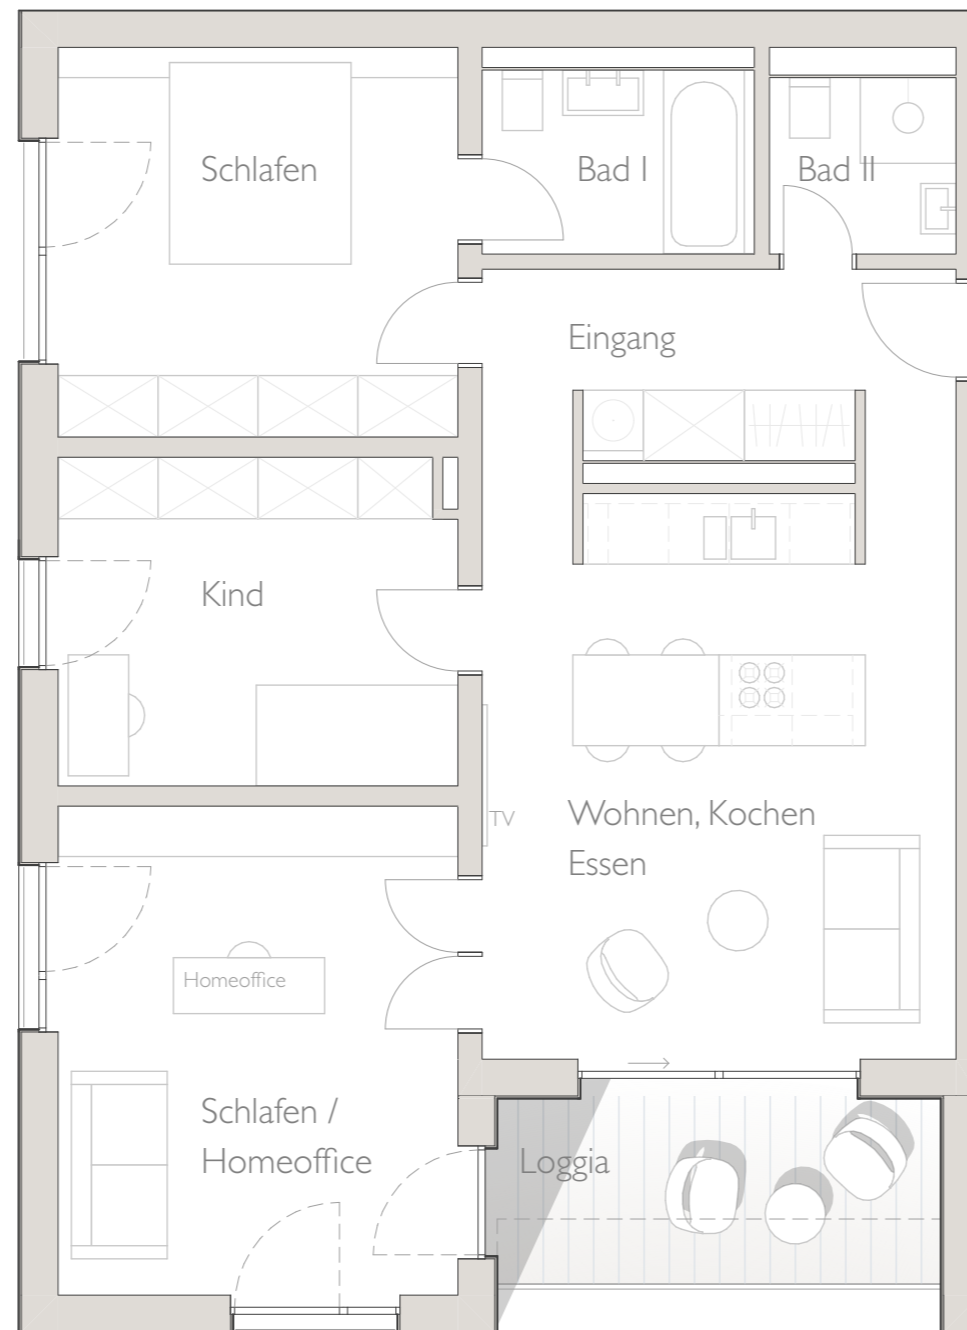 Schlafen
Bad I
Bad II
Eingang
Kind
TV
Wohnen, Kochen
Essen
Homeoffice
Schlafen /
Homeoffice
Loggia